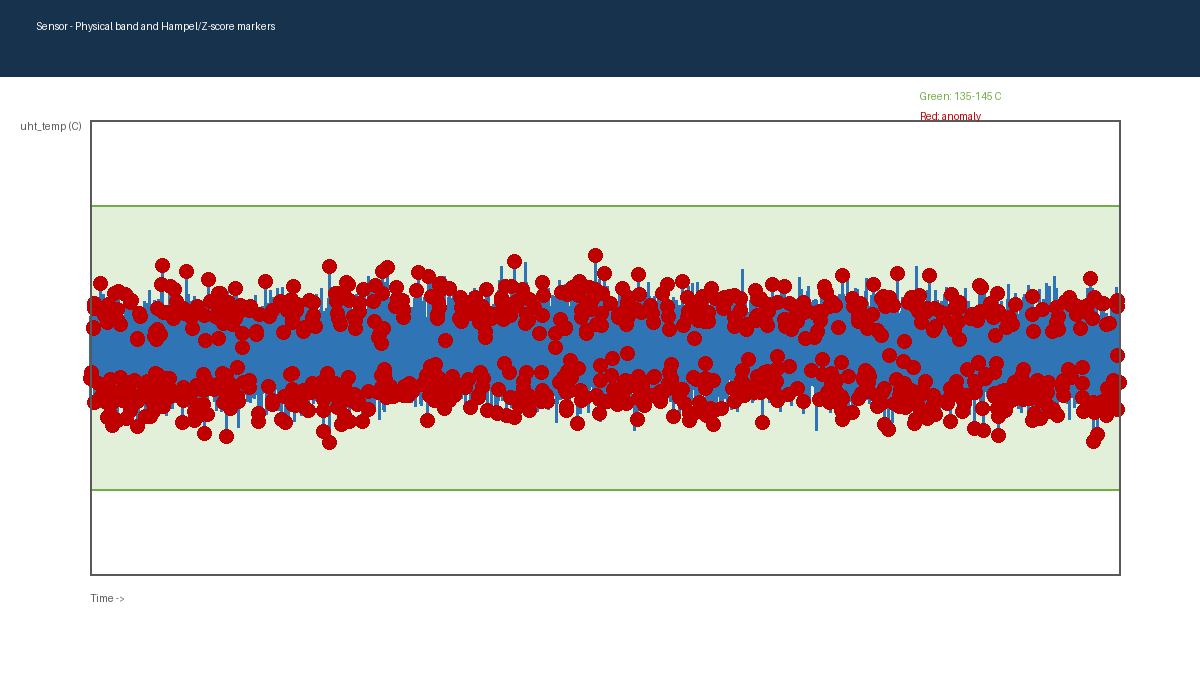 Sensor - Physical band and Hampel/Z-score markers
Green: 135-145 C
Red: anomaly
uht_temp (C)
Time ->